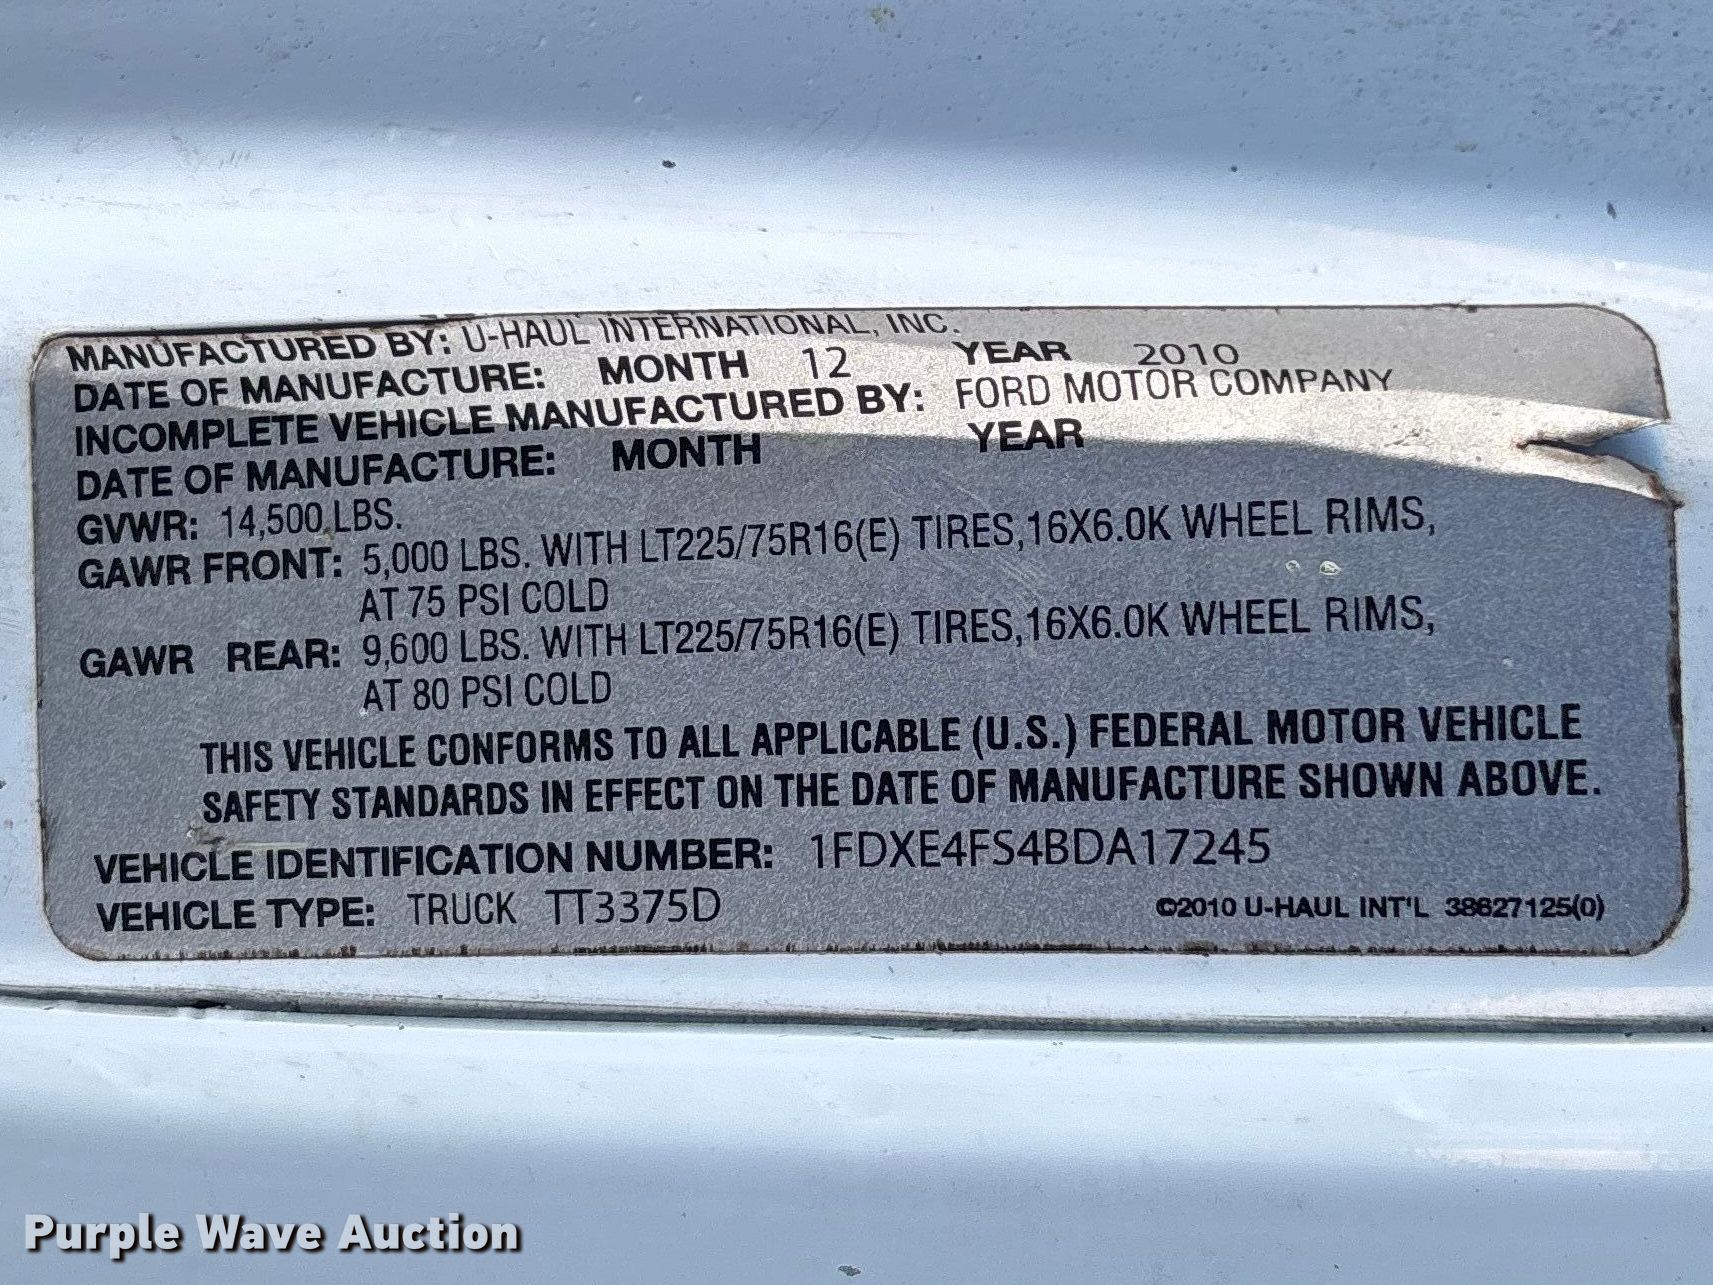 MANUFACTURED BY: U-HAUL INTERNATIONAL, INC.
DATE OF MANUFACTURE: MONTH 12 YEAR 2010
INCOMPLETE VEHICLE MANUFACTURED BY: FORD MOTOR COMPANY
DATE OF MANUFACTURE: MONTH YEAR
GVWR: 14,500 LBS.
GAWR FRONT: 5,000 LBS. WITH LT225/75R16(E) TIRES,16X6.0K WHEEL RIMS,
AT 75 PSI COLD
GAWR REAR: 9,600 LBS. WITH LT225/75R16(E) TIRES,16X6.0K WHEEL RIMS,
AT 80 PSI COLD
THIS VEHICLE CONFORMS TO ALL APPLICABLE (U.S.) FEDERAL MOTOR VEHICLE
SAFETY STANDARDS IN EFFECT ON THE DATE OF MANUFACTURE SHOWN ABOVE.
VEHICLE IDENTIFICATION NUMBER: 1FDXE4FS4BDA17245
VEHICLE TYPE: TRUCK TT3375D
©2010 U-HAUL INT'L 38627125(0)
Purple Wave Auction